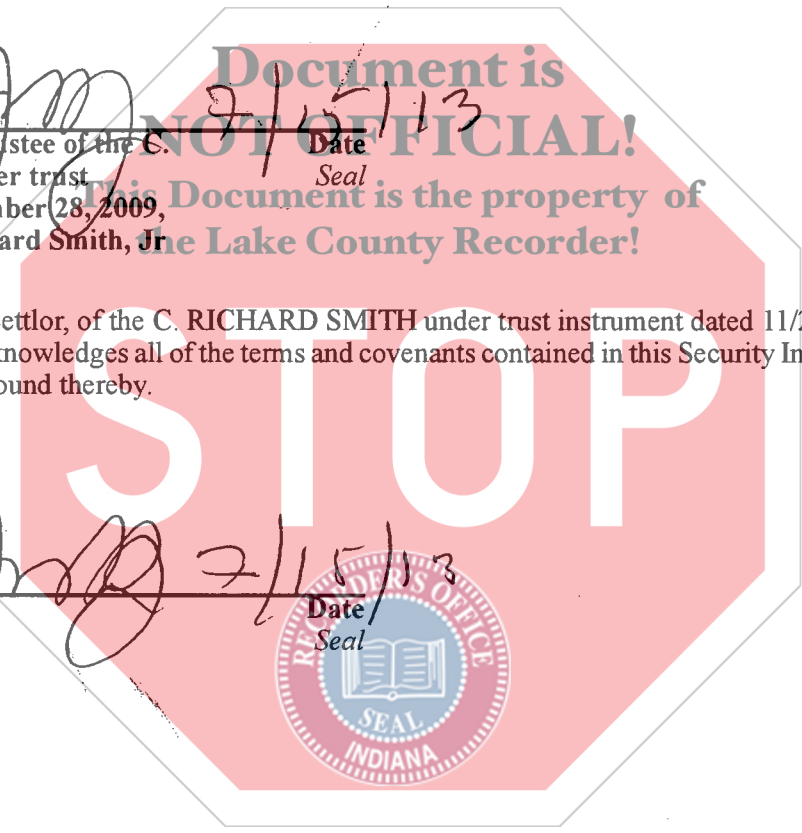 Document is
NOT OFFICIAL!
This Document is the property of
the Lake County Recorder!
7/15/13
stee of the C. Date
er trust Seal
ber 28, 2009,
ard Smith, Jr
ettlor, of the C. RICHARD SMITH under trust instrument dated 11/2
knowledges all of the terms and covenants contained in this Security In
ound thereby.
STOP
7/15/13
Date
Seal
RECORDER'S OFFICE
SEAL
INDIANA